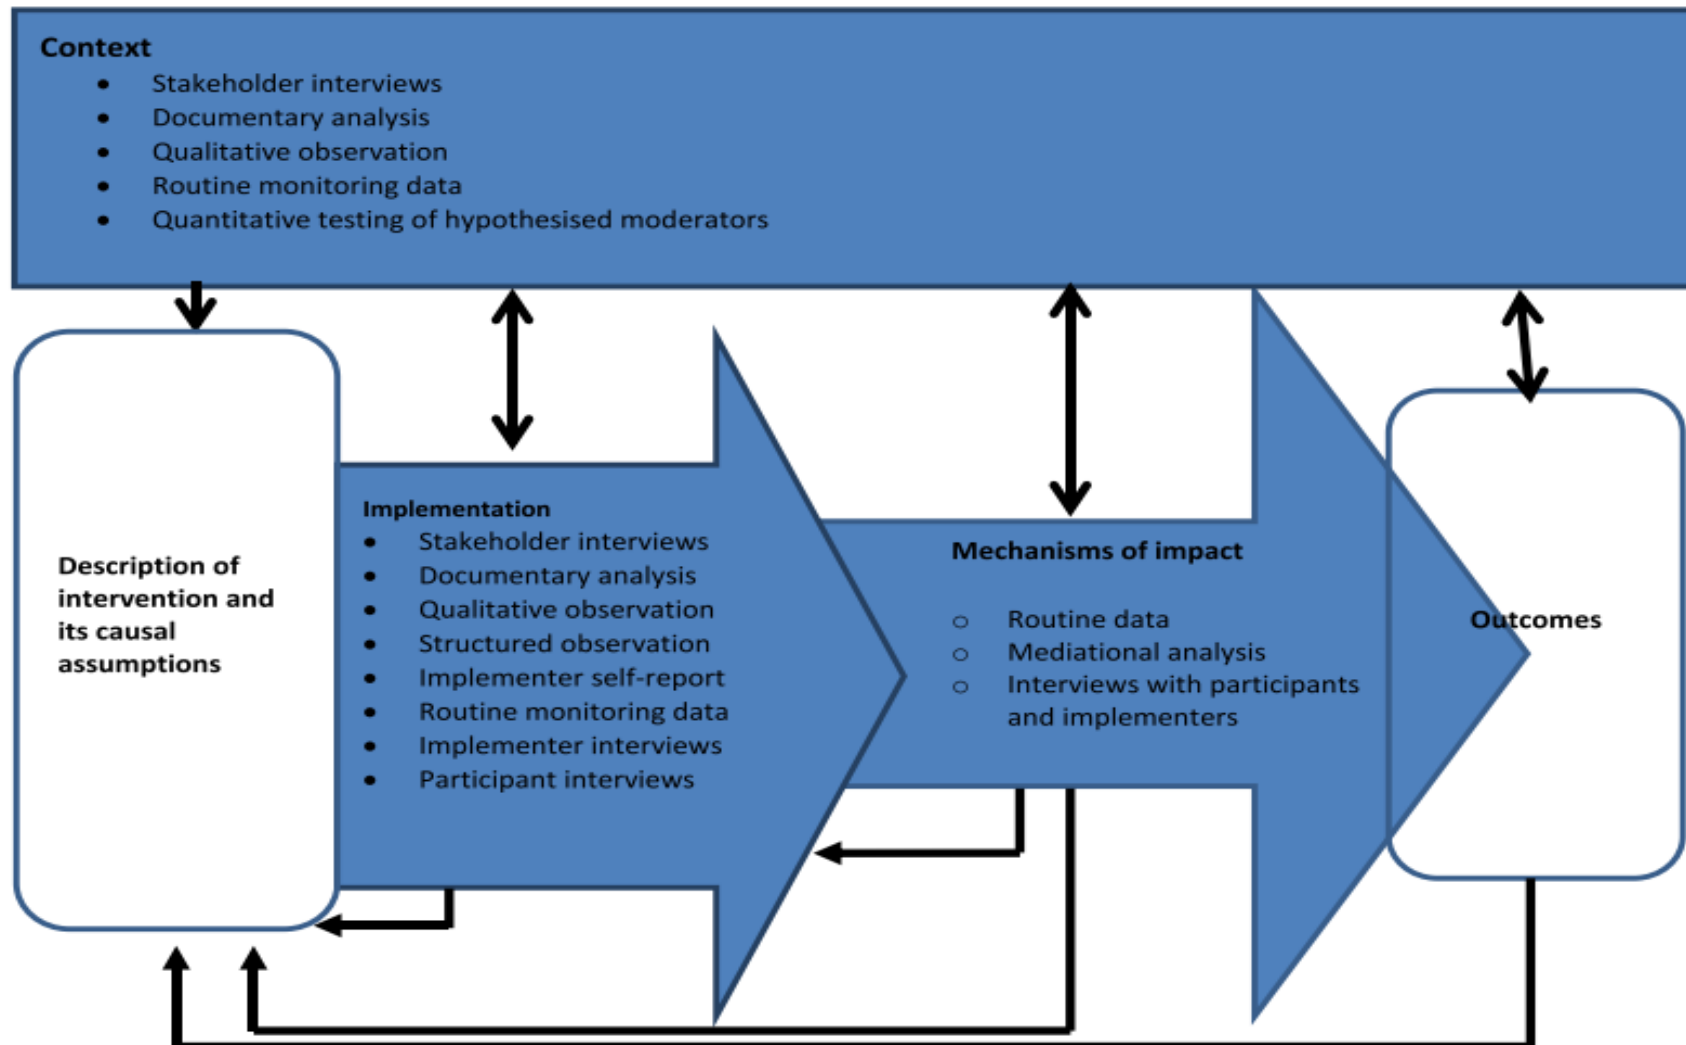 Context
• Stakeholder interviews
• Documentary analysis
• Qualitative observation
• Routine monitoring data
• Quantitative testing of hypothesised moderators
Description of
intervention and
its causal
assumptions
Implementation
• Stakeholder interviews
• Documentary analysis
• Qualitative observation
• Structured observation
• Implementer self-report
• Routine monitoring data
• Implementer interviews
• Participant interviews
Mechanisms of impact
o Routine data
o Mediational analysis
o Interviews with participants
and implementers
Outcomes